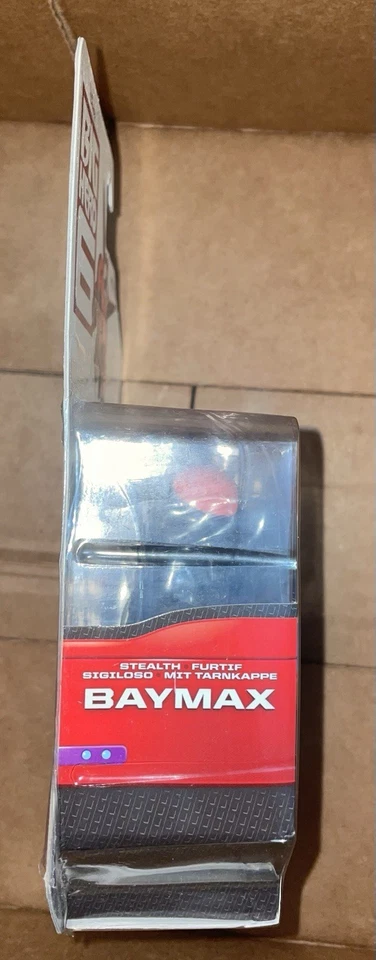 STEALTH • FURTIF
SIGILOSO • MIT TARNKAPPE
BAYMAX